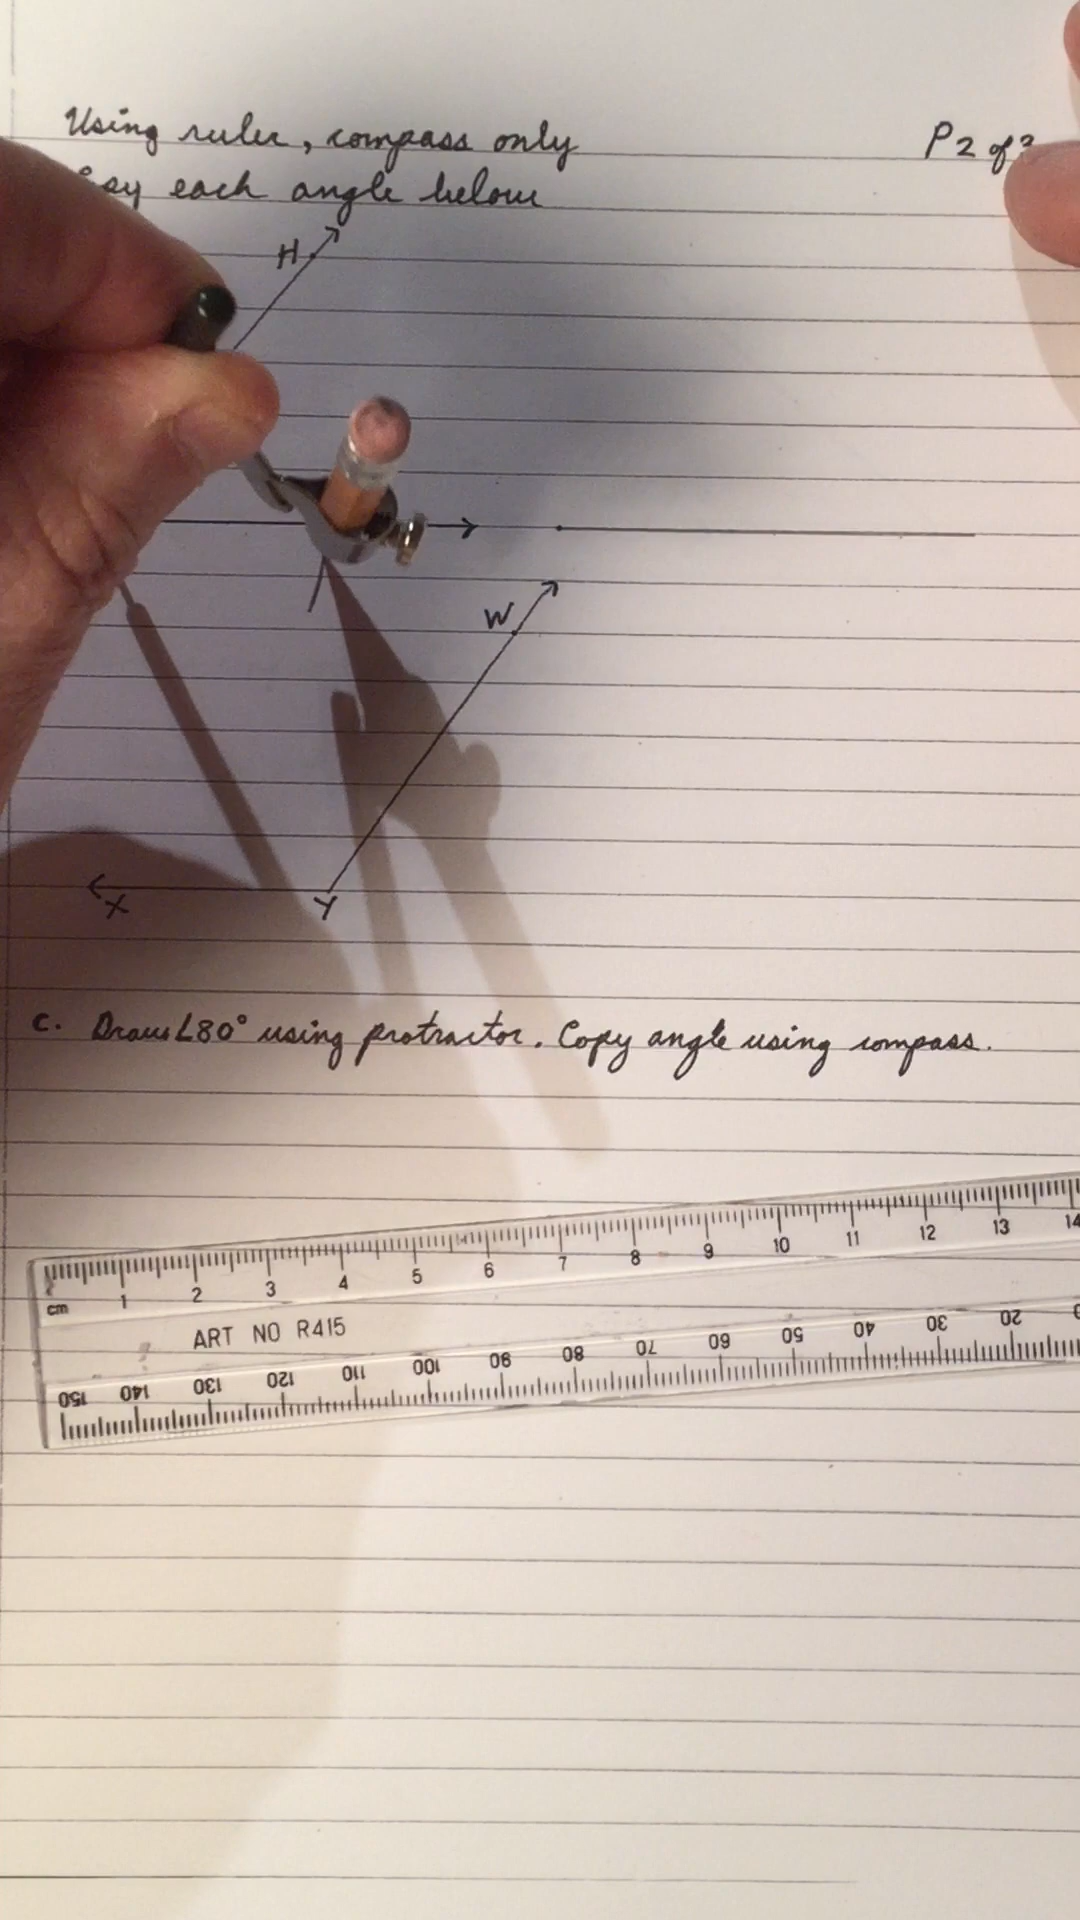 Using ruler, compass only
P2 of
each angle below
H
W
X
Y
c. Draw ∠80° using protractor. Copy angle using compass.
1 2 3 4 5 6 7 8 9 10 11 12 13 14
cm
ART NO R415
150 140 130 120 110 100 90 80 70 60 50 40 30 20